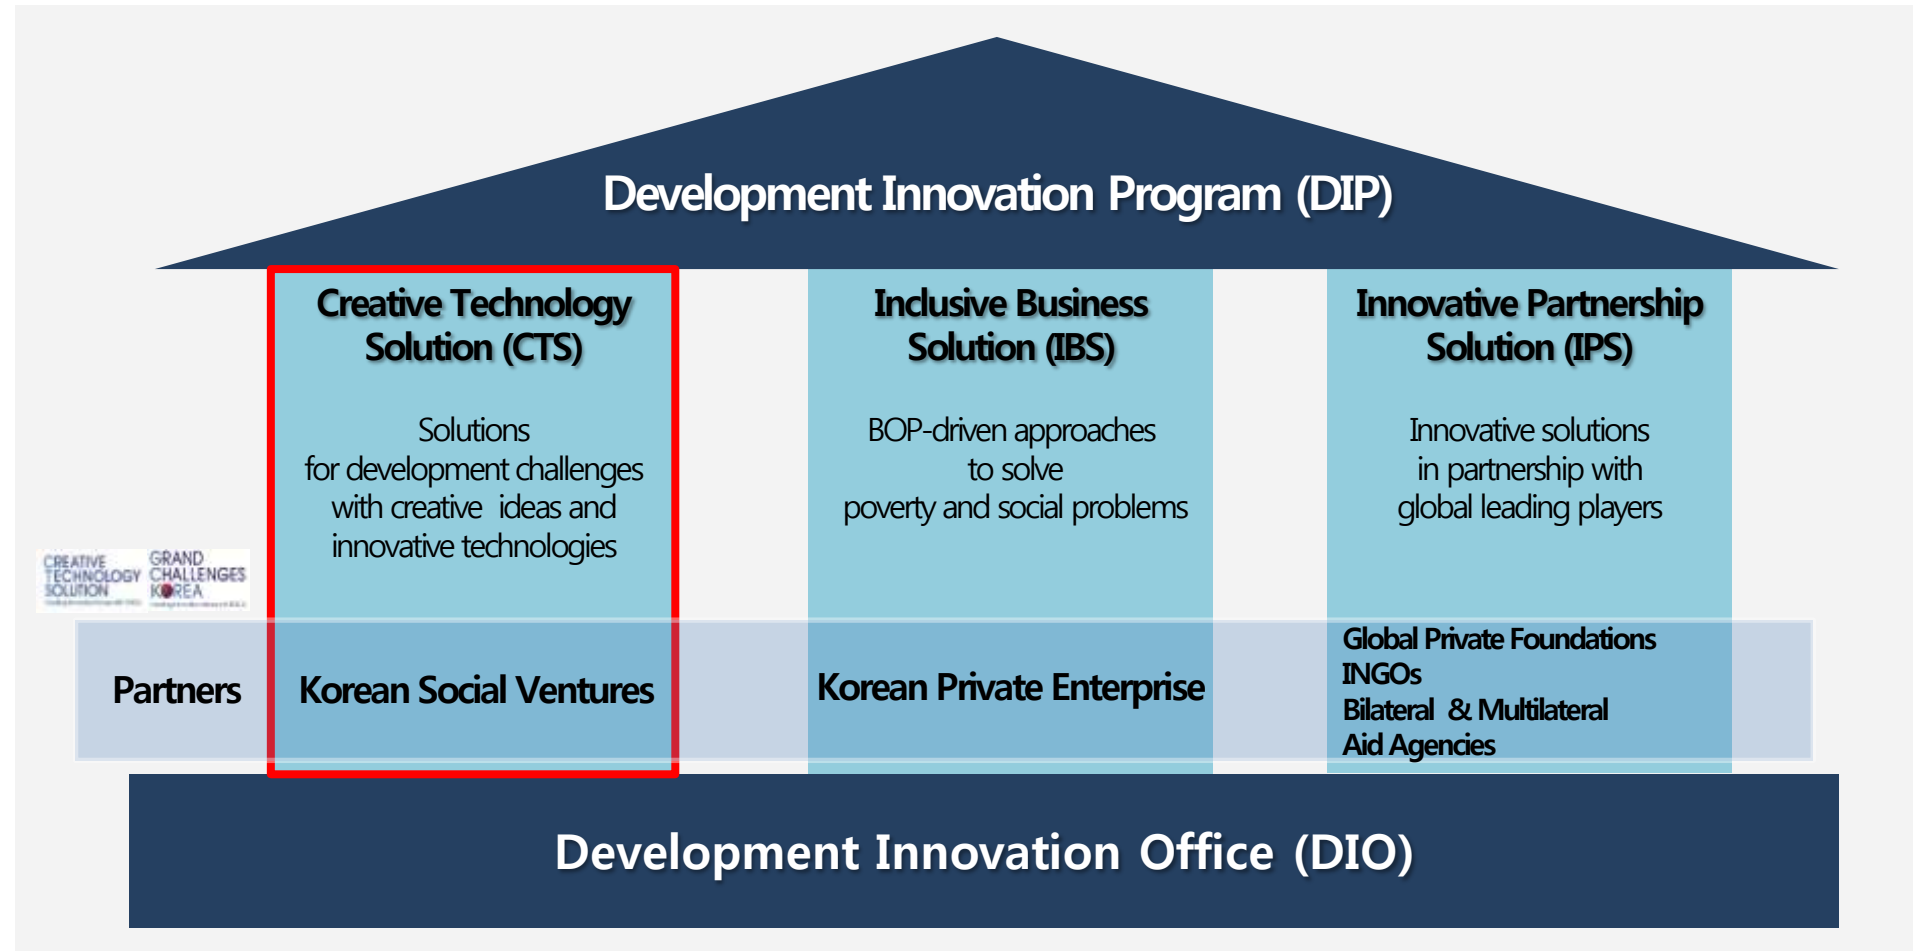 Development Innovation Program (DIP)
Creative Technology
Solution (CTS)
Solutions
for development challenges
with creative ideas and
innovative technologies
Inclusive Business
Solution (IBS)
BOP-driven approaches
to solve
poverty and social problems
Innovative Partnership
Solution (IPS)
Innovative solutions
in partnership with
global leading players
CREATIVE
TECHNOLOGY
SOLUTION
GRAND
CHALLENGES
KOREA
Partners
Korean Social Ventures
Korean Private Enterprise
Global Private Foundations
INGOs
Bilateral & Multilateral
Aid Agencies
Development Innovation Office (DIO)